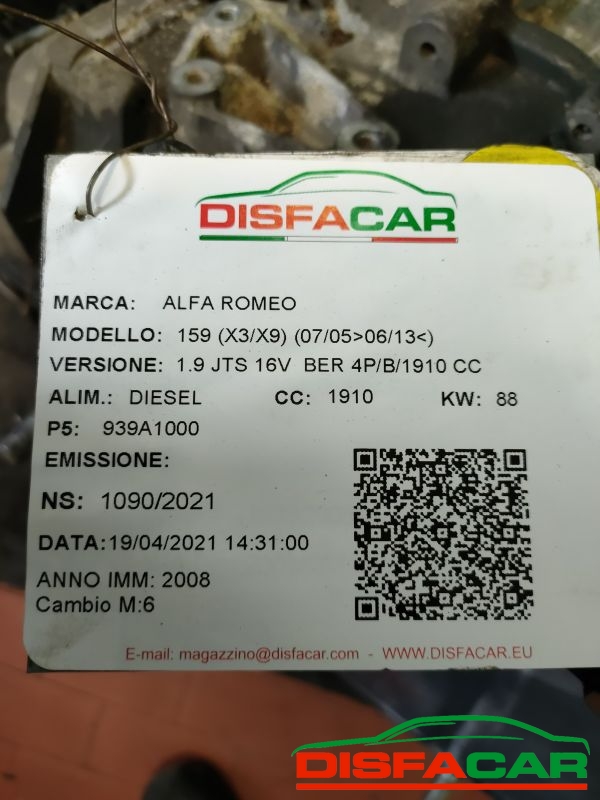 DISFACAR
MARCA: ALFA ROMEO
MODELLO: 159 (X3/X9) (07/05>06/13<)
VERSIONE: 1.9 JTS 16V BER 4P/B/1910 CC
ALIM.: DIESEL CC: 1910 KW: 88
P5: 939A1000
EMISSIONE:
NS: 1090/2021
DATA:19/04/2021 14:31:00
ANNO IMM: 2008
Cambio M:6
E-mail: magazzino@disfacar.com - WWW.DISFACAR.EU
DISFACAR